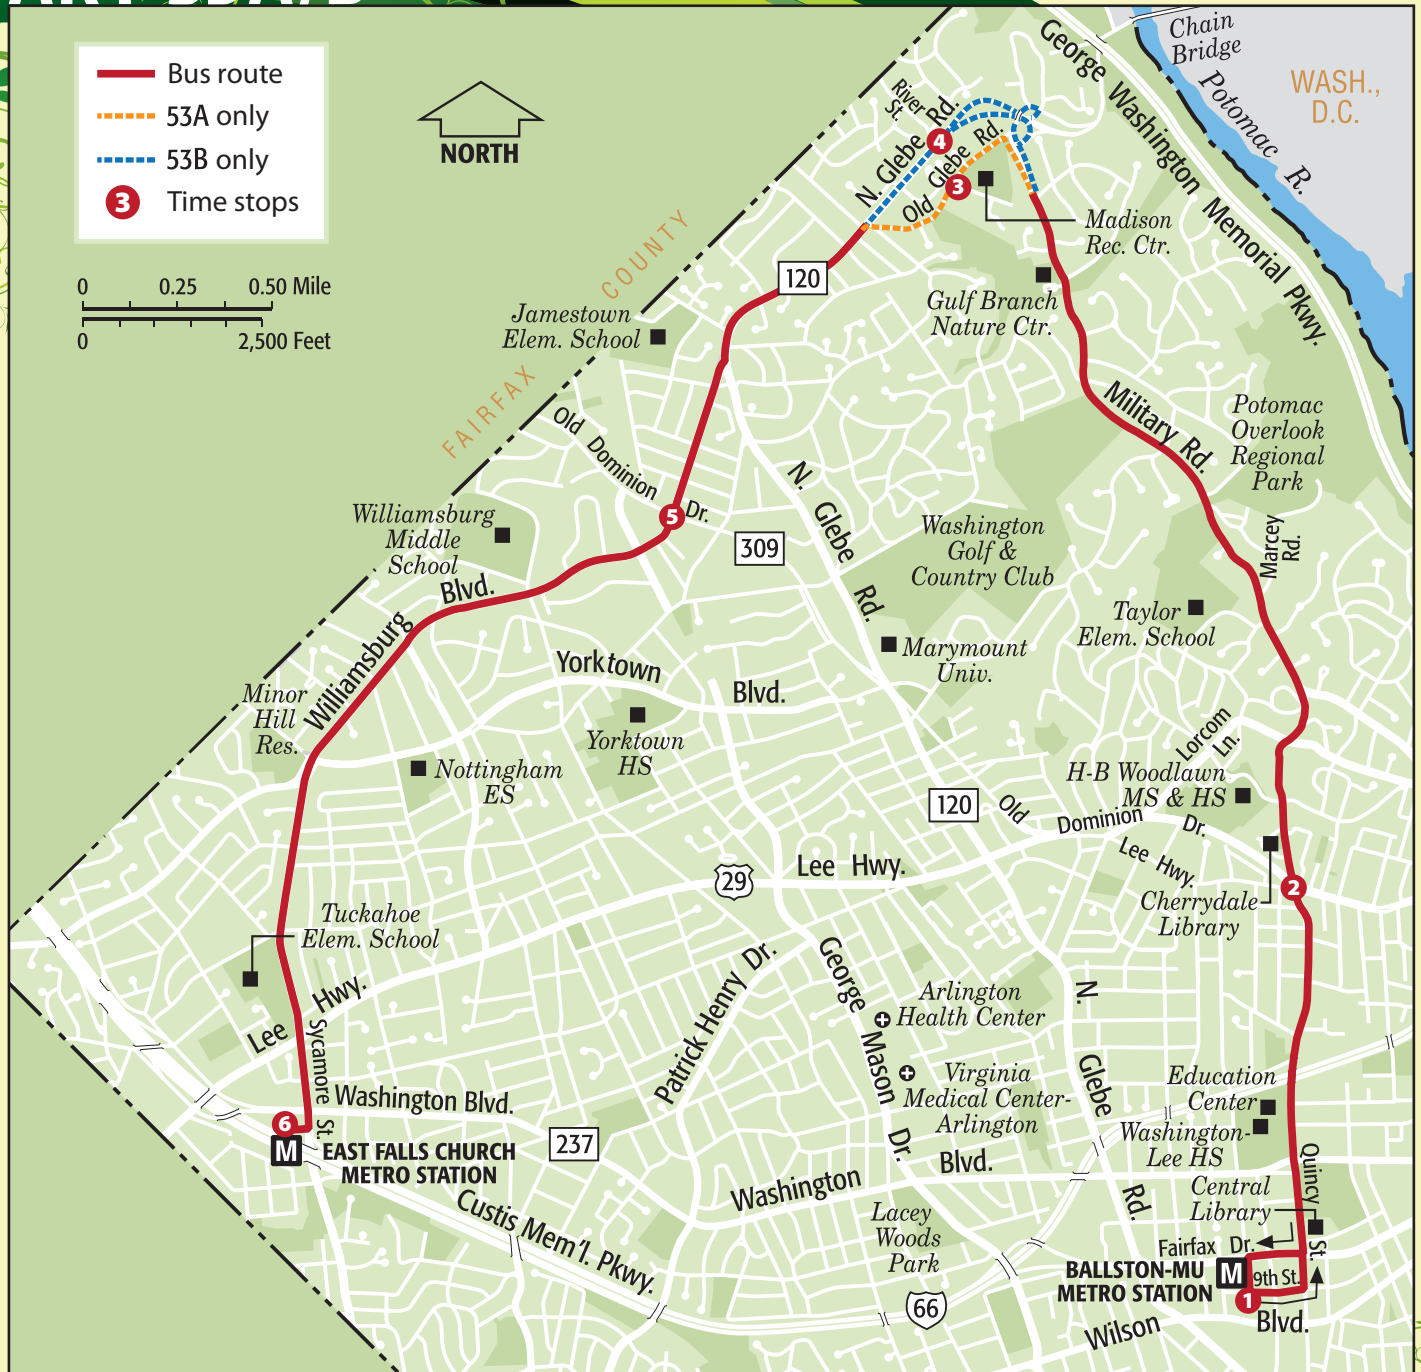 Bus route
53A only
53B only
3 Time stops
0 0.25 0.50 Mile
0 2,500 Feet
NORTH
Chain
Bridge
WASH.,
D.C.
Potomac R.
George Washington Memorial Pkwy.
River
St.
N. Glebe Rd.
4
Old Glebe Rd.
3
Madison
Rec. Ctr.
Gulf Branch
Nature Ctr.
120
FAIRFAX COUNTY
Jamestown
Elem. School
Military Rd.
Potomac
Overlook
Regional
Park
Old Dominion Dr.
5
309
N. Glebe Rd.
Washington
Golf &
Country Club
Marcey
Rd.
Williamsburg
Middle
School
Williamsburg Blvd.
Taylor
Elem. School
Marymount
Univ.
Yorktown Blvd.
Minor
Hill
Res.
Yorktown
HS
Nottingham
ES
Lorcom
Ln.
H-B Woodlawn
MS & HS
120
Old Dominion Dr.
Lee Hwy.
29
Lee Hwy.
2
Cherrydale
Library
Tuckahoe
Elem. School
Lee Hwy.
Sycamore St.
Patrick Henry Dr.
George Mason Dr.
Arlington
Health Center
N. Glebe Rd.
Virginia
Medical Center-
Arlington
Education
Center
Washington-
Lee HS
Washington Blvd.
6
M
EAST FALLS CHURCH
METRO STATION
237
Washington Blvd.
Custis Mem'l. Pkwy.
Lacey
Woods
Park
Quincy St.
Central
Library
Fairfax Dr.
M
BALLSTON-MU
METRO STATION
9th St.
1
66
Wilson Blvd.